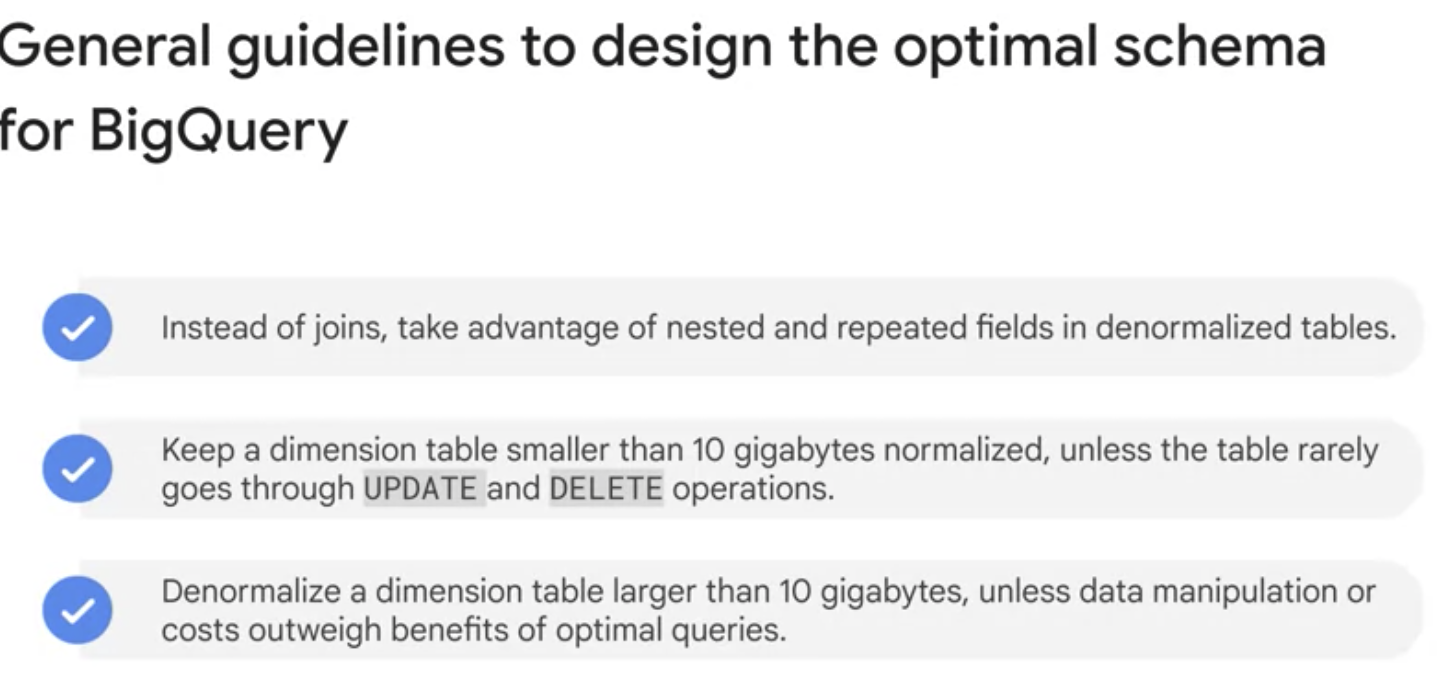 General guidelines to design the optimal schema
for BigQuery
Instead of joins, take advantage of nested and repeated fields in denormalized tables.
Keep a dimension table smaller than 10 gigabytes normalized, unless the table rarely
goes through UPDATE and DELETE operations.
Denormalize a dimension table larger than 10 gigabytes, unless data manipulation or
costs outweigh benefits of optimal queries.